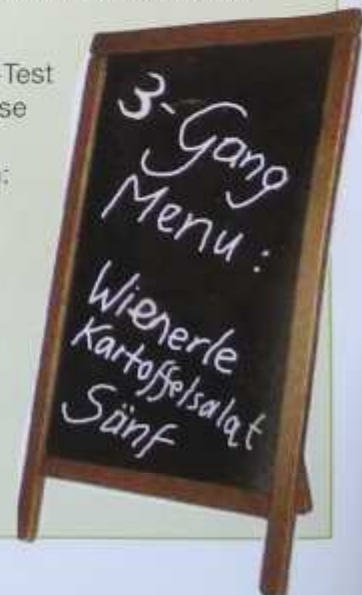 -Test
se
:
3-Gang
Menu:
Wienerle
Kartoffelsalat
Sänf